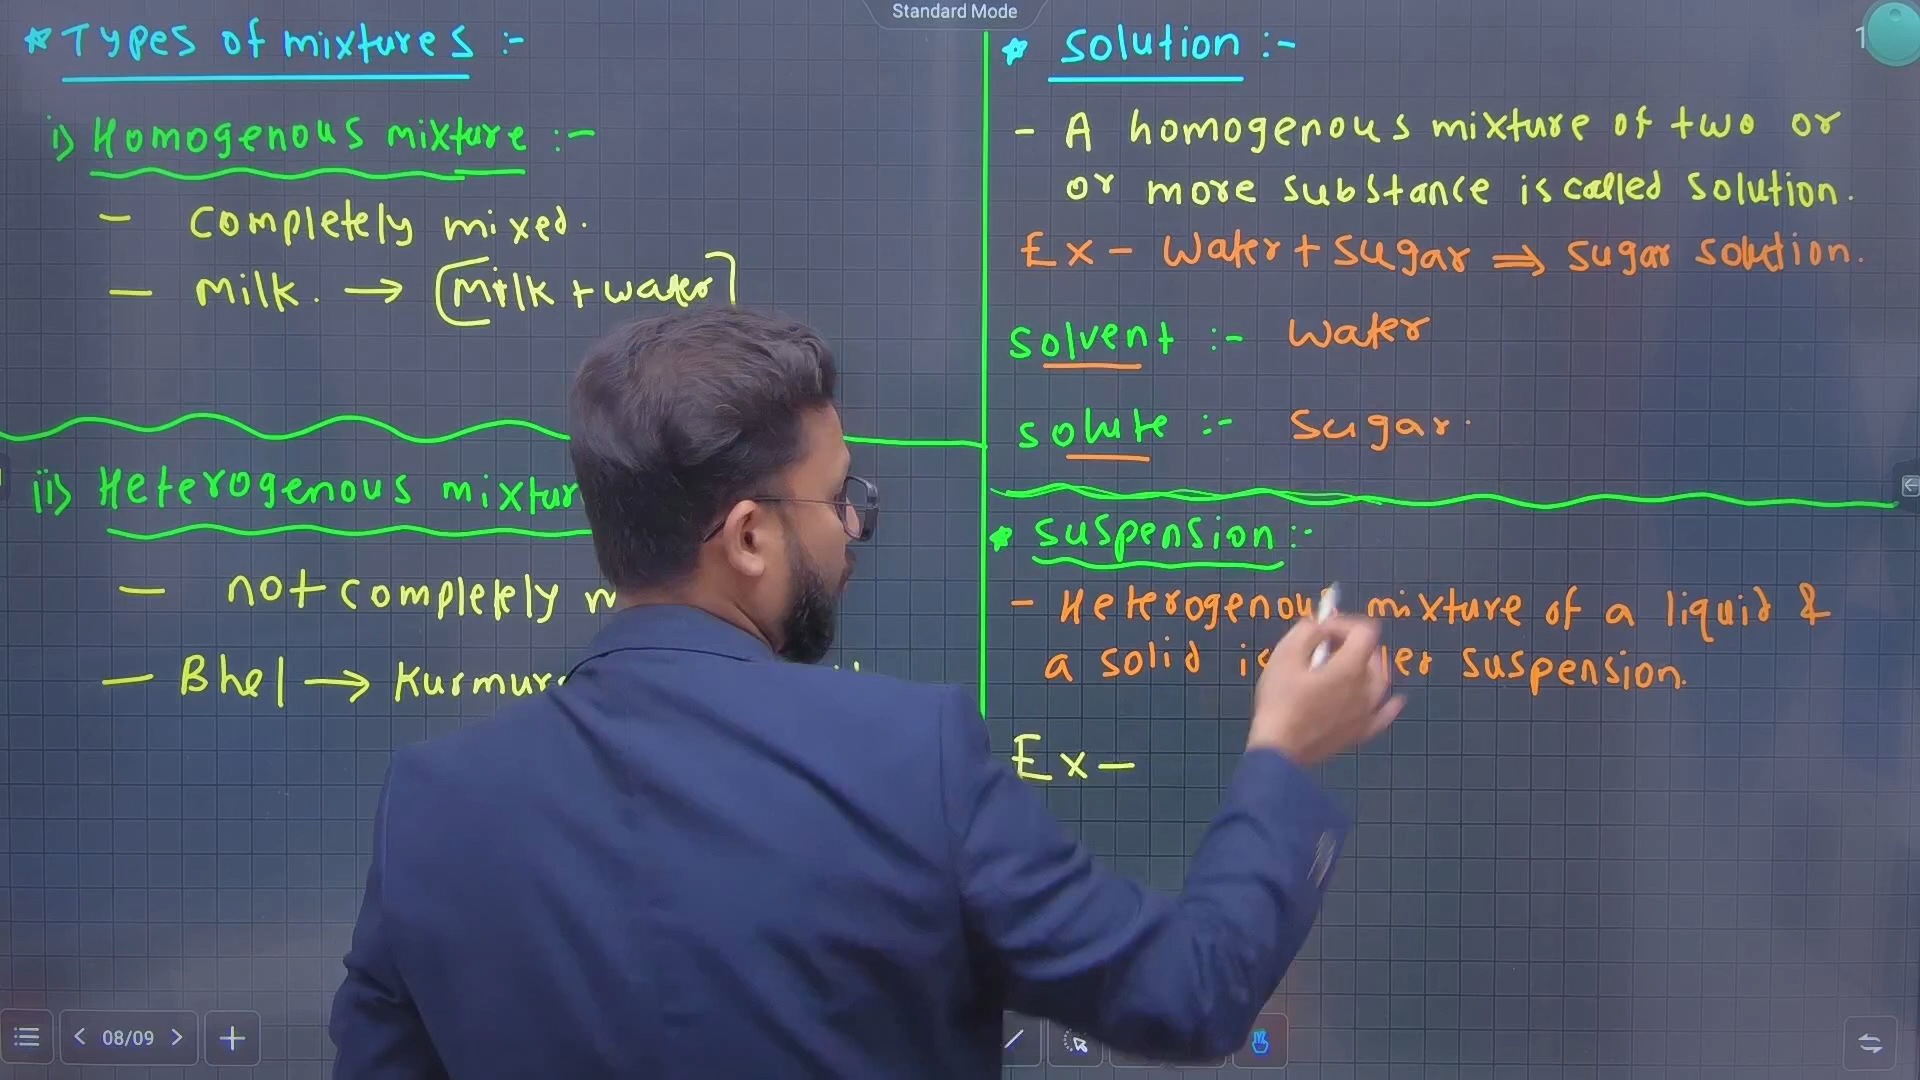 Standard Mode
* Types of mixtures :-
i) Homogenous mixture :-
- Completely mixed.
- Milk. → [Milk + water]
ii) Heterogenous mixtur
- not completely m
- Bhel → Kurmur
1
* Solution :-
- A homogenous mixture of two or
or more substance is called solution.
Ex - Water + Sugar ⇒ sugar solution.
Solvent :- Water
Solute :- Sugar.
* Suspension :-
- Heterogenous mixture of a liquid &
a solid is suspension.
Ex -
08/09